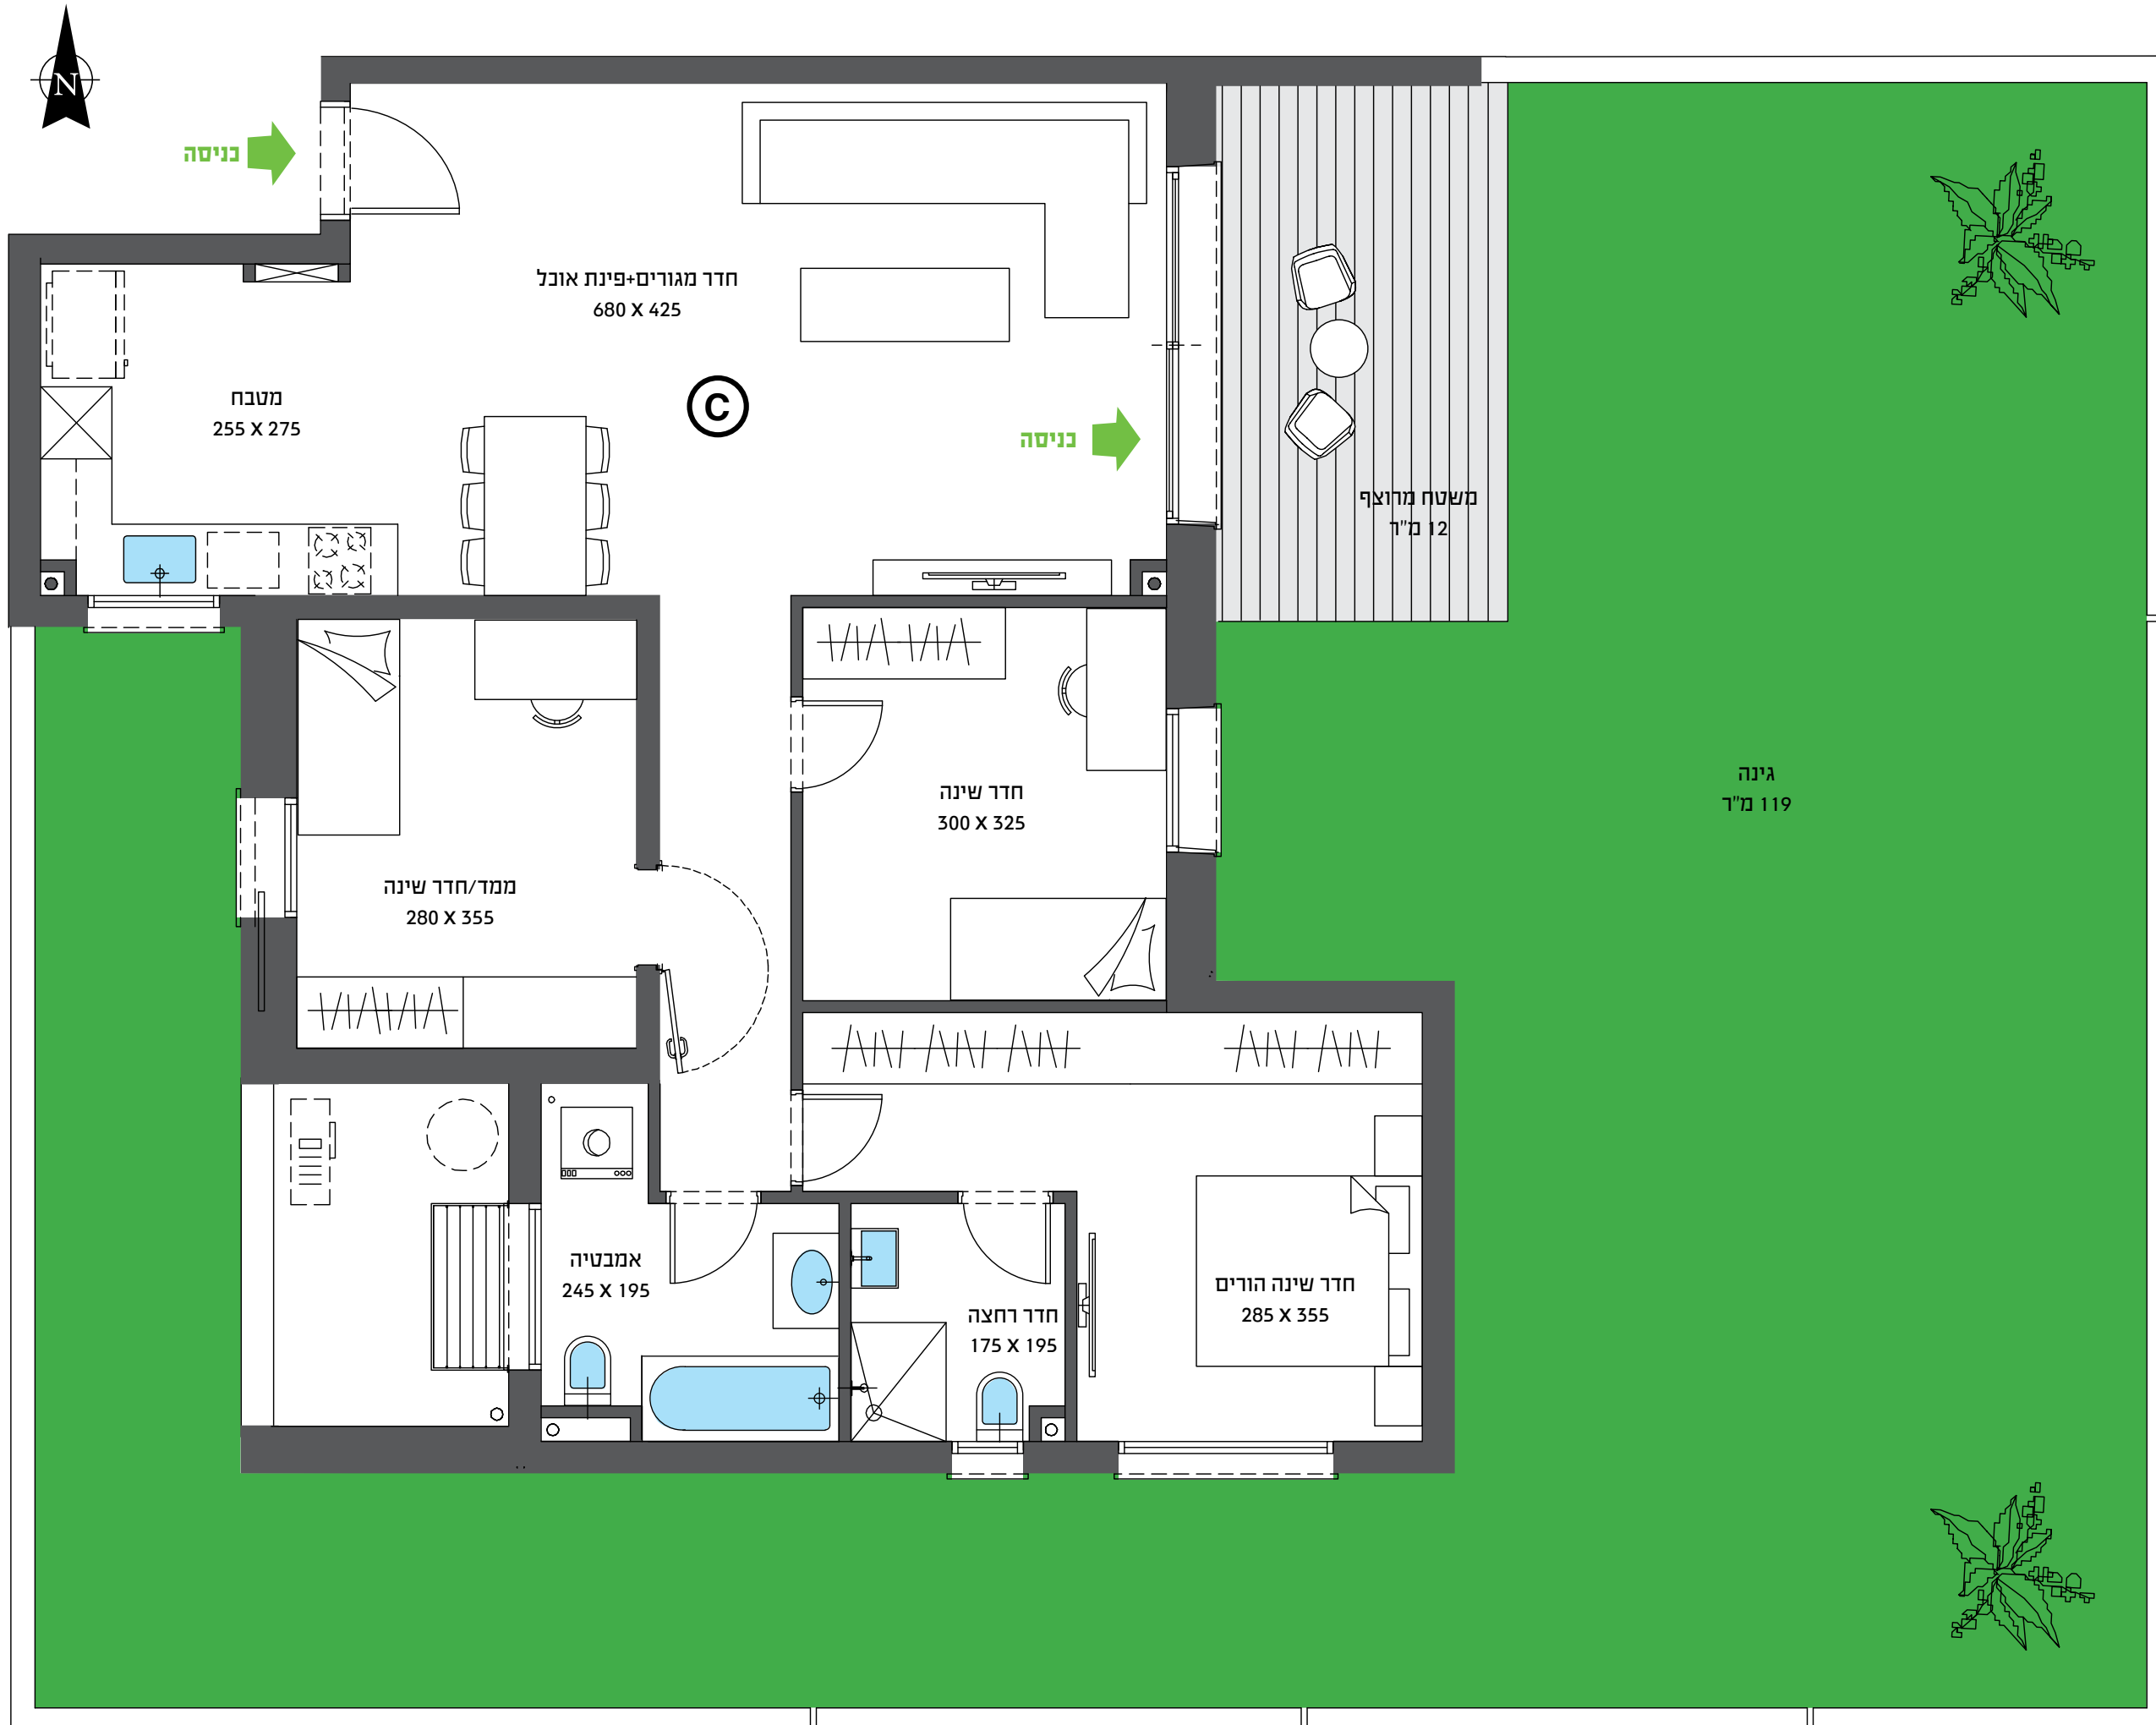 N
כניסה
חדר מגורים+פינת אוכל
680 X 425
מטבח
255 X 275
C
כניסה
משטח מרוצף
12 מ"ר
גינה
119 מ"ר
חדר שינה
300 X 325
ממד/חדר שינה
280 X 355
אמבטיה
245 X 195
חדר רחצה
175 X 195
חדר שינה הורים
285 X 355